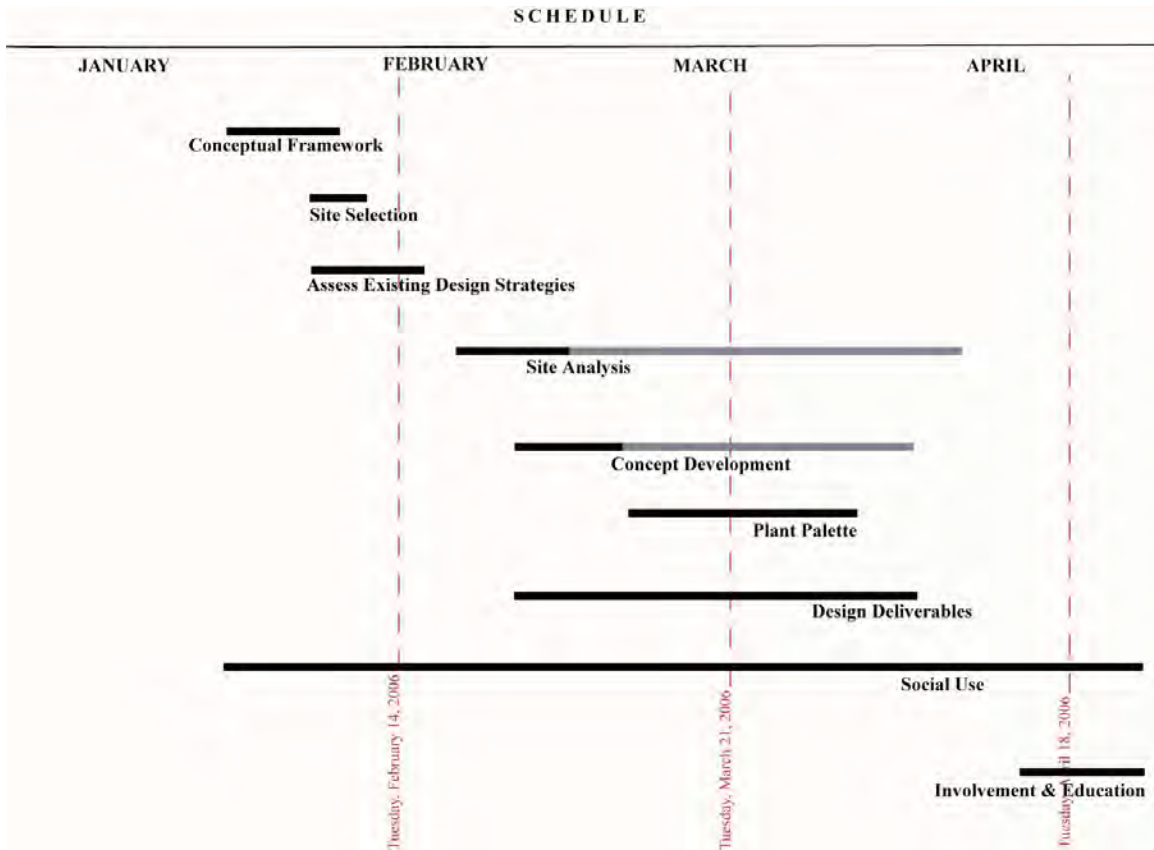 SCHEDULE
JANUARY FEBRUARY MARCH APRIL
Conceptual Framework
Site Selection
Assess Existing Design Strategies
Site Analysis
Concept Development
Plant Palette
Design Deliverables
Social Use
Involvement & Education
Tuesday, February 14, 2006
Tuesday, March 21, 2006
Tuesday, April 18, 2006